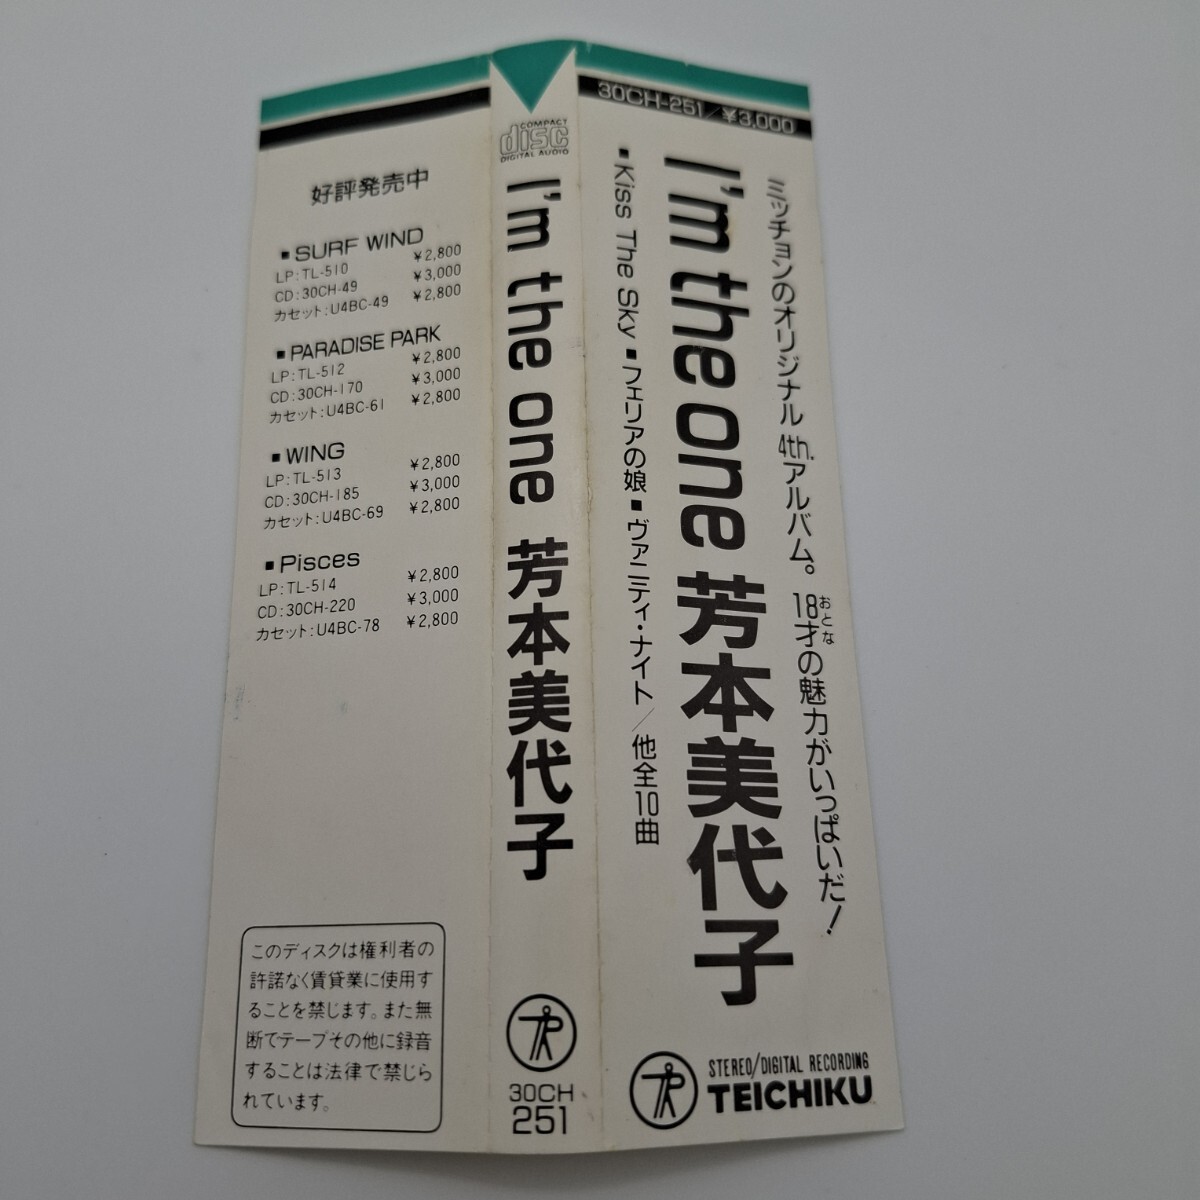 好評発売中
■SURF WIND
LP:TL-510 ¥2,800
CD:30CH-49 ¥3,000
カセット:U4BC-49 ¥2,800
■PARADISE PARK
LP:TL-512 ¥2,800
CD:30CH-170 ¥3,000
カセット:U4BC-61 ¥2,800
■WING
LP:TL-513 ¥2,800
CD:30CH-185 ¥3,000
カセット:U4BC-69 ¥2,800
■Pisces
LP:TL-514 ¥2,800
CD:30CH-220 ¥3,000
カセット:U4BC-78 ¥2,800
このディスクは権利者の
許諾なく賃貸業に使用す
ることを禁じます。また無
断でテープその他に録音
することは法律で禁じら
れています。
COMPACT
disc
DIGITAL AUDIO
I'm the one 芳本美代子
30CH
251
30CH-251/¥3,000
ミッチョンのオリジナル4th.アルバム。18才の魅力がいっぱいだ!
おとな
I'm the one 芳本美代子
■Kiss The Sky■フェリアの娘■ヴァニティ・ナイト/他全10曲
STEREO/DIGITAL RECORDING
TEICHIKU